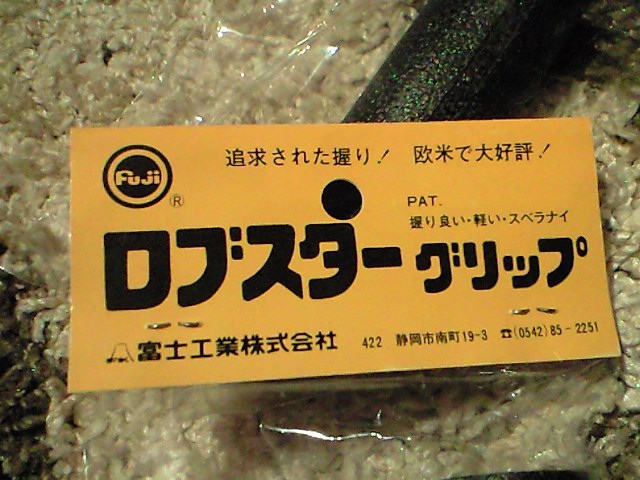 Fuji
®
追求された握り! 欧米で大好評!
PAT.
握り良い・軽い・スベラナイ
ロブスターグリップ
富士工業株式会社 422 静岡市南町19-3 ☎(0542)85-2251